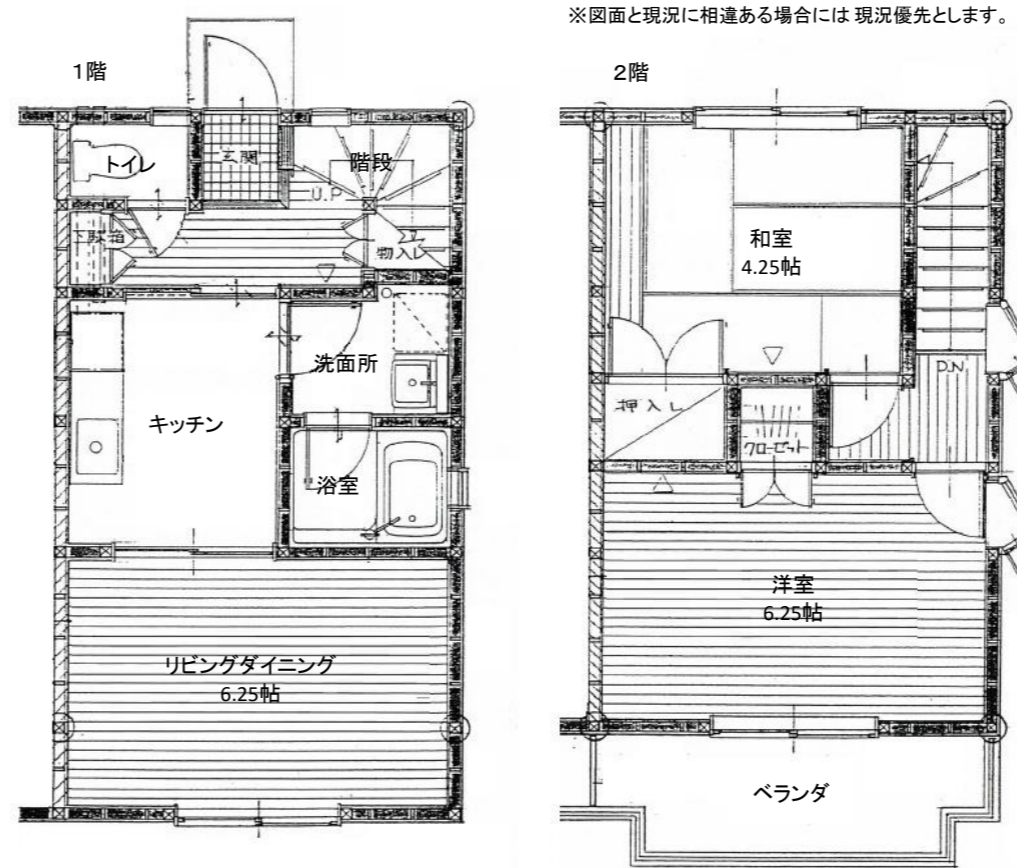 ※図面と現況に相違ある場合には 現況優先とします。
1階
トイレ
玄関
階段
U.P
下駄箱
物入レ
洗面所
キッチン
浴室
リビングダイニング
6.25帖
2階
和室
4.25帖
D.N
押入レ
クローゼット
洋室
6.25帖
ベランダ